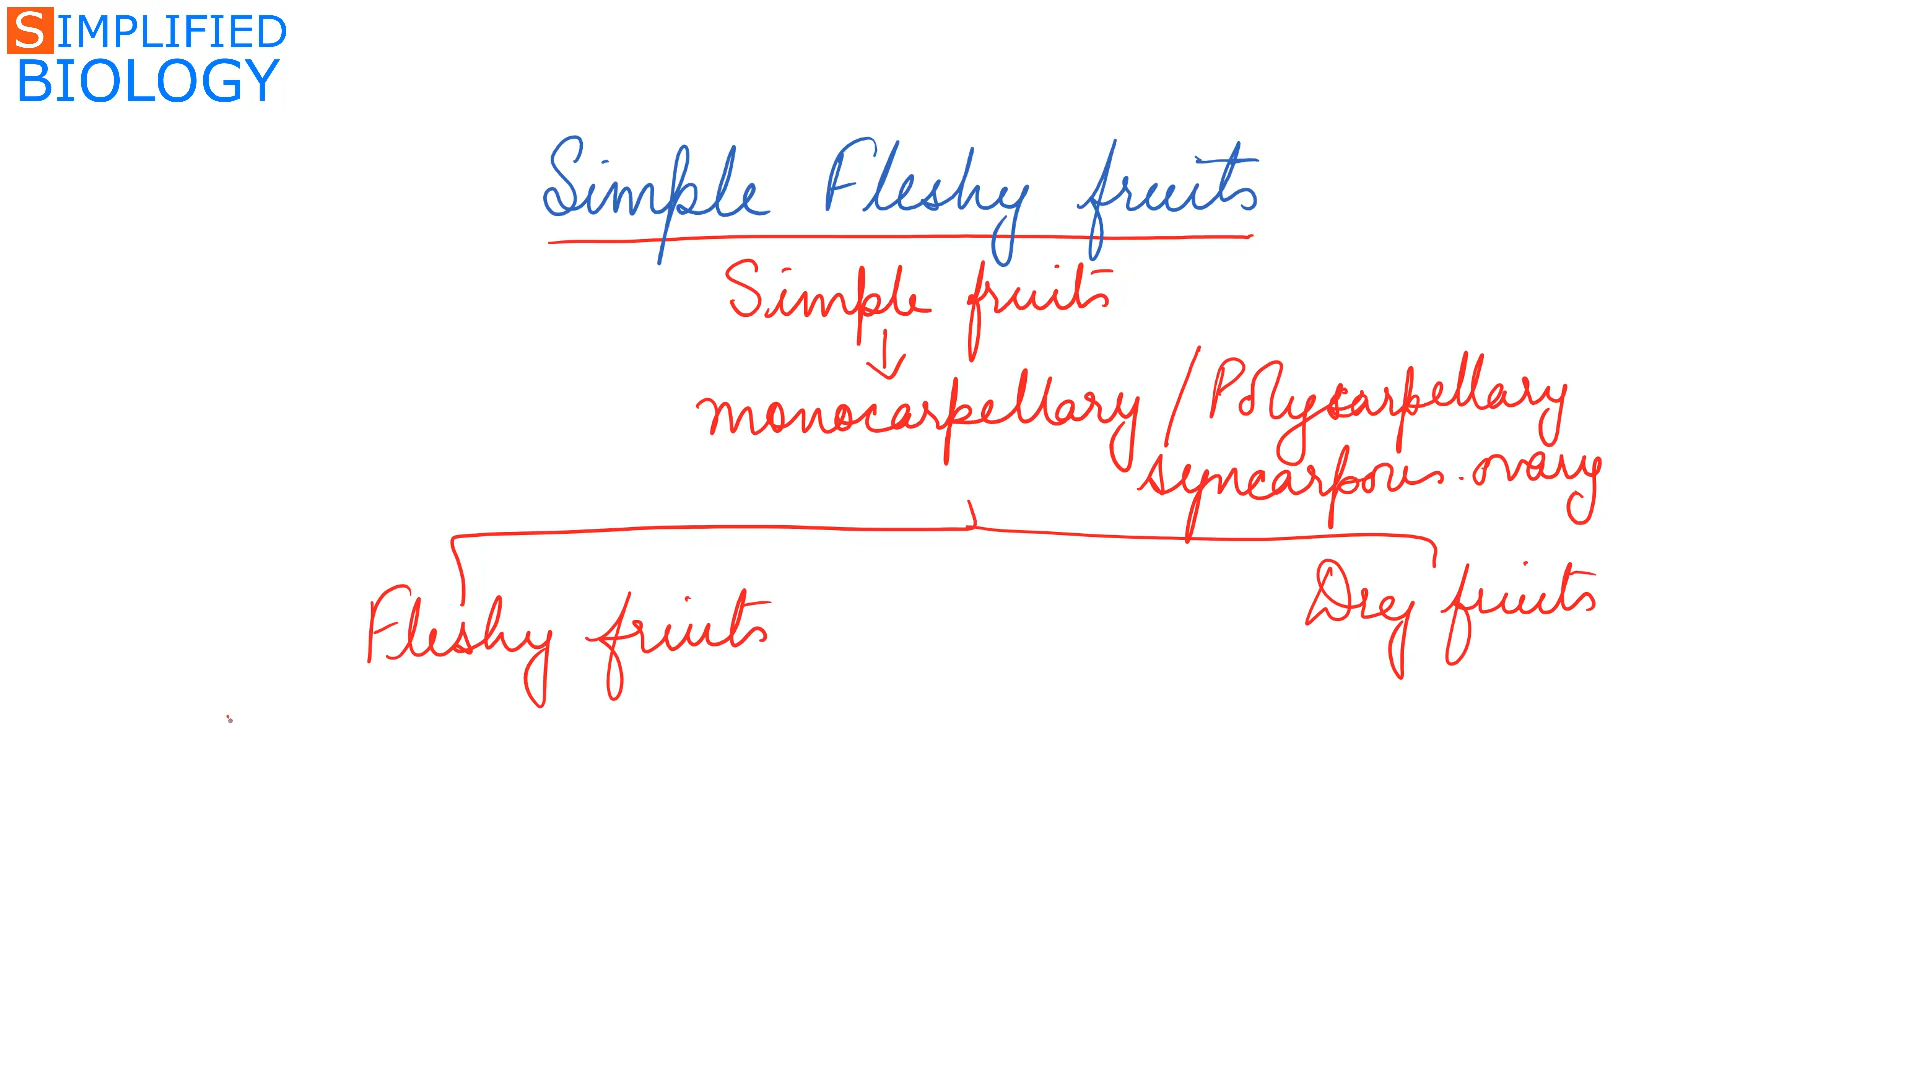 SIMPLIFIED
BIOLOGY
Simple Fleshy fruits
Simple fruits
monocarpellary / Polycarpellary
syncarpous ovary
Fleshy fruits
Dry fruits